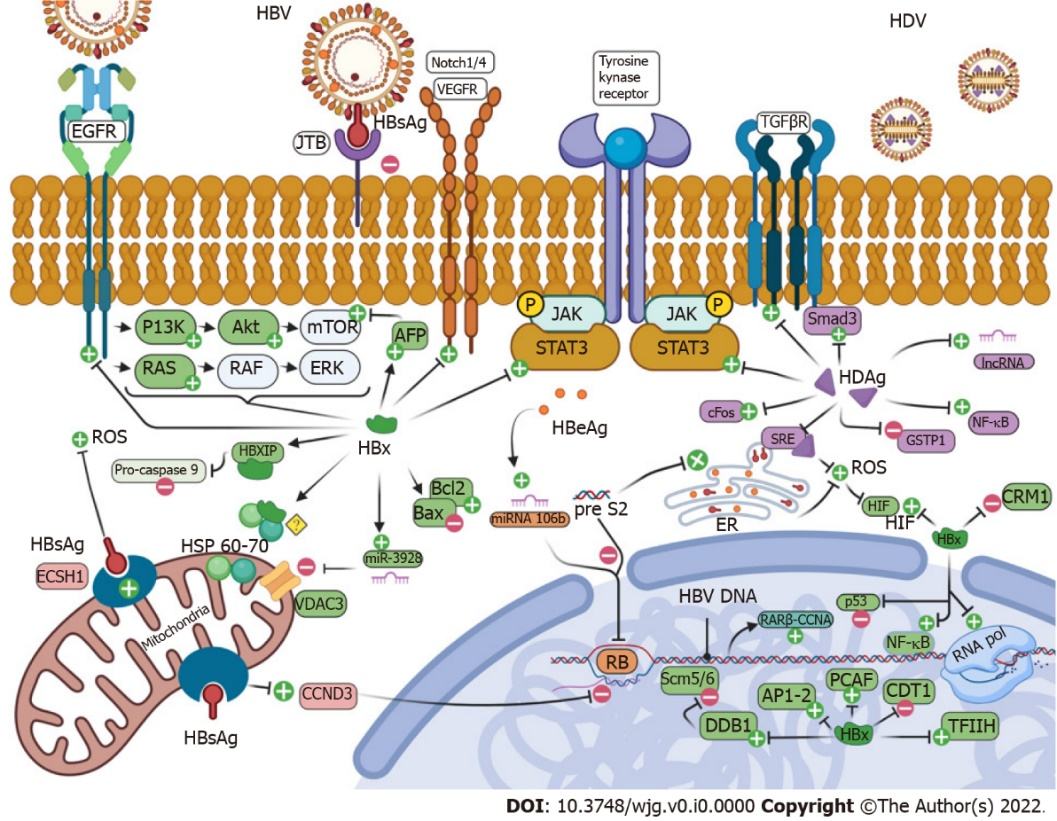 HBV
HDV
Notch1/4
VEGFR
Tyrosine
kynase
receptor
HBsAg
JTB
EGFR
TGFβR
P
JAK
STAT3
P
JAK
STAT3
P13K
Akt
mTOR
AFP
RAS
RAF
ERK
Smad3
lncRNA
HDAg
cFos
NF-κB
GSTP1
SRE
HBeAg
HBx
ROS
HBXIP
Pro-caspase 9
Bcl2
Bax
miRNA 106b
pre S2
ER
ROS
HIF
HIF
CRM1
HBx
?
HBsAg
ECSH1
HSP 60-70
miR-3928
VDAC3
Mitochondria
HBV DNA
RARβ-CCNA
p53
NF-κB
RNA pol
RB
Scm5/6
AP1-2
PCAF
CDT1
DDB1
HBx
TFIIH
CCND3
HBsAg
DOI: 10.3748/wjg.v0.i0.0000 Copyright ©The Author(s) 2022.